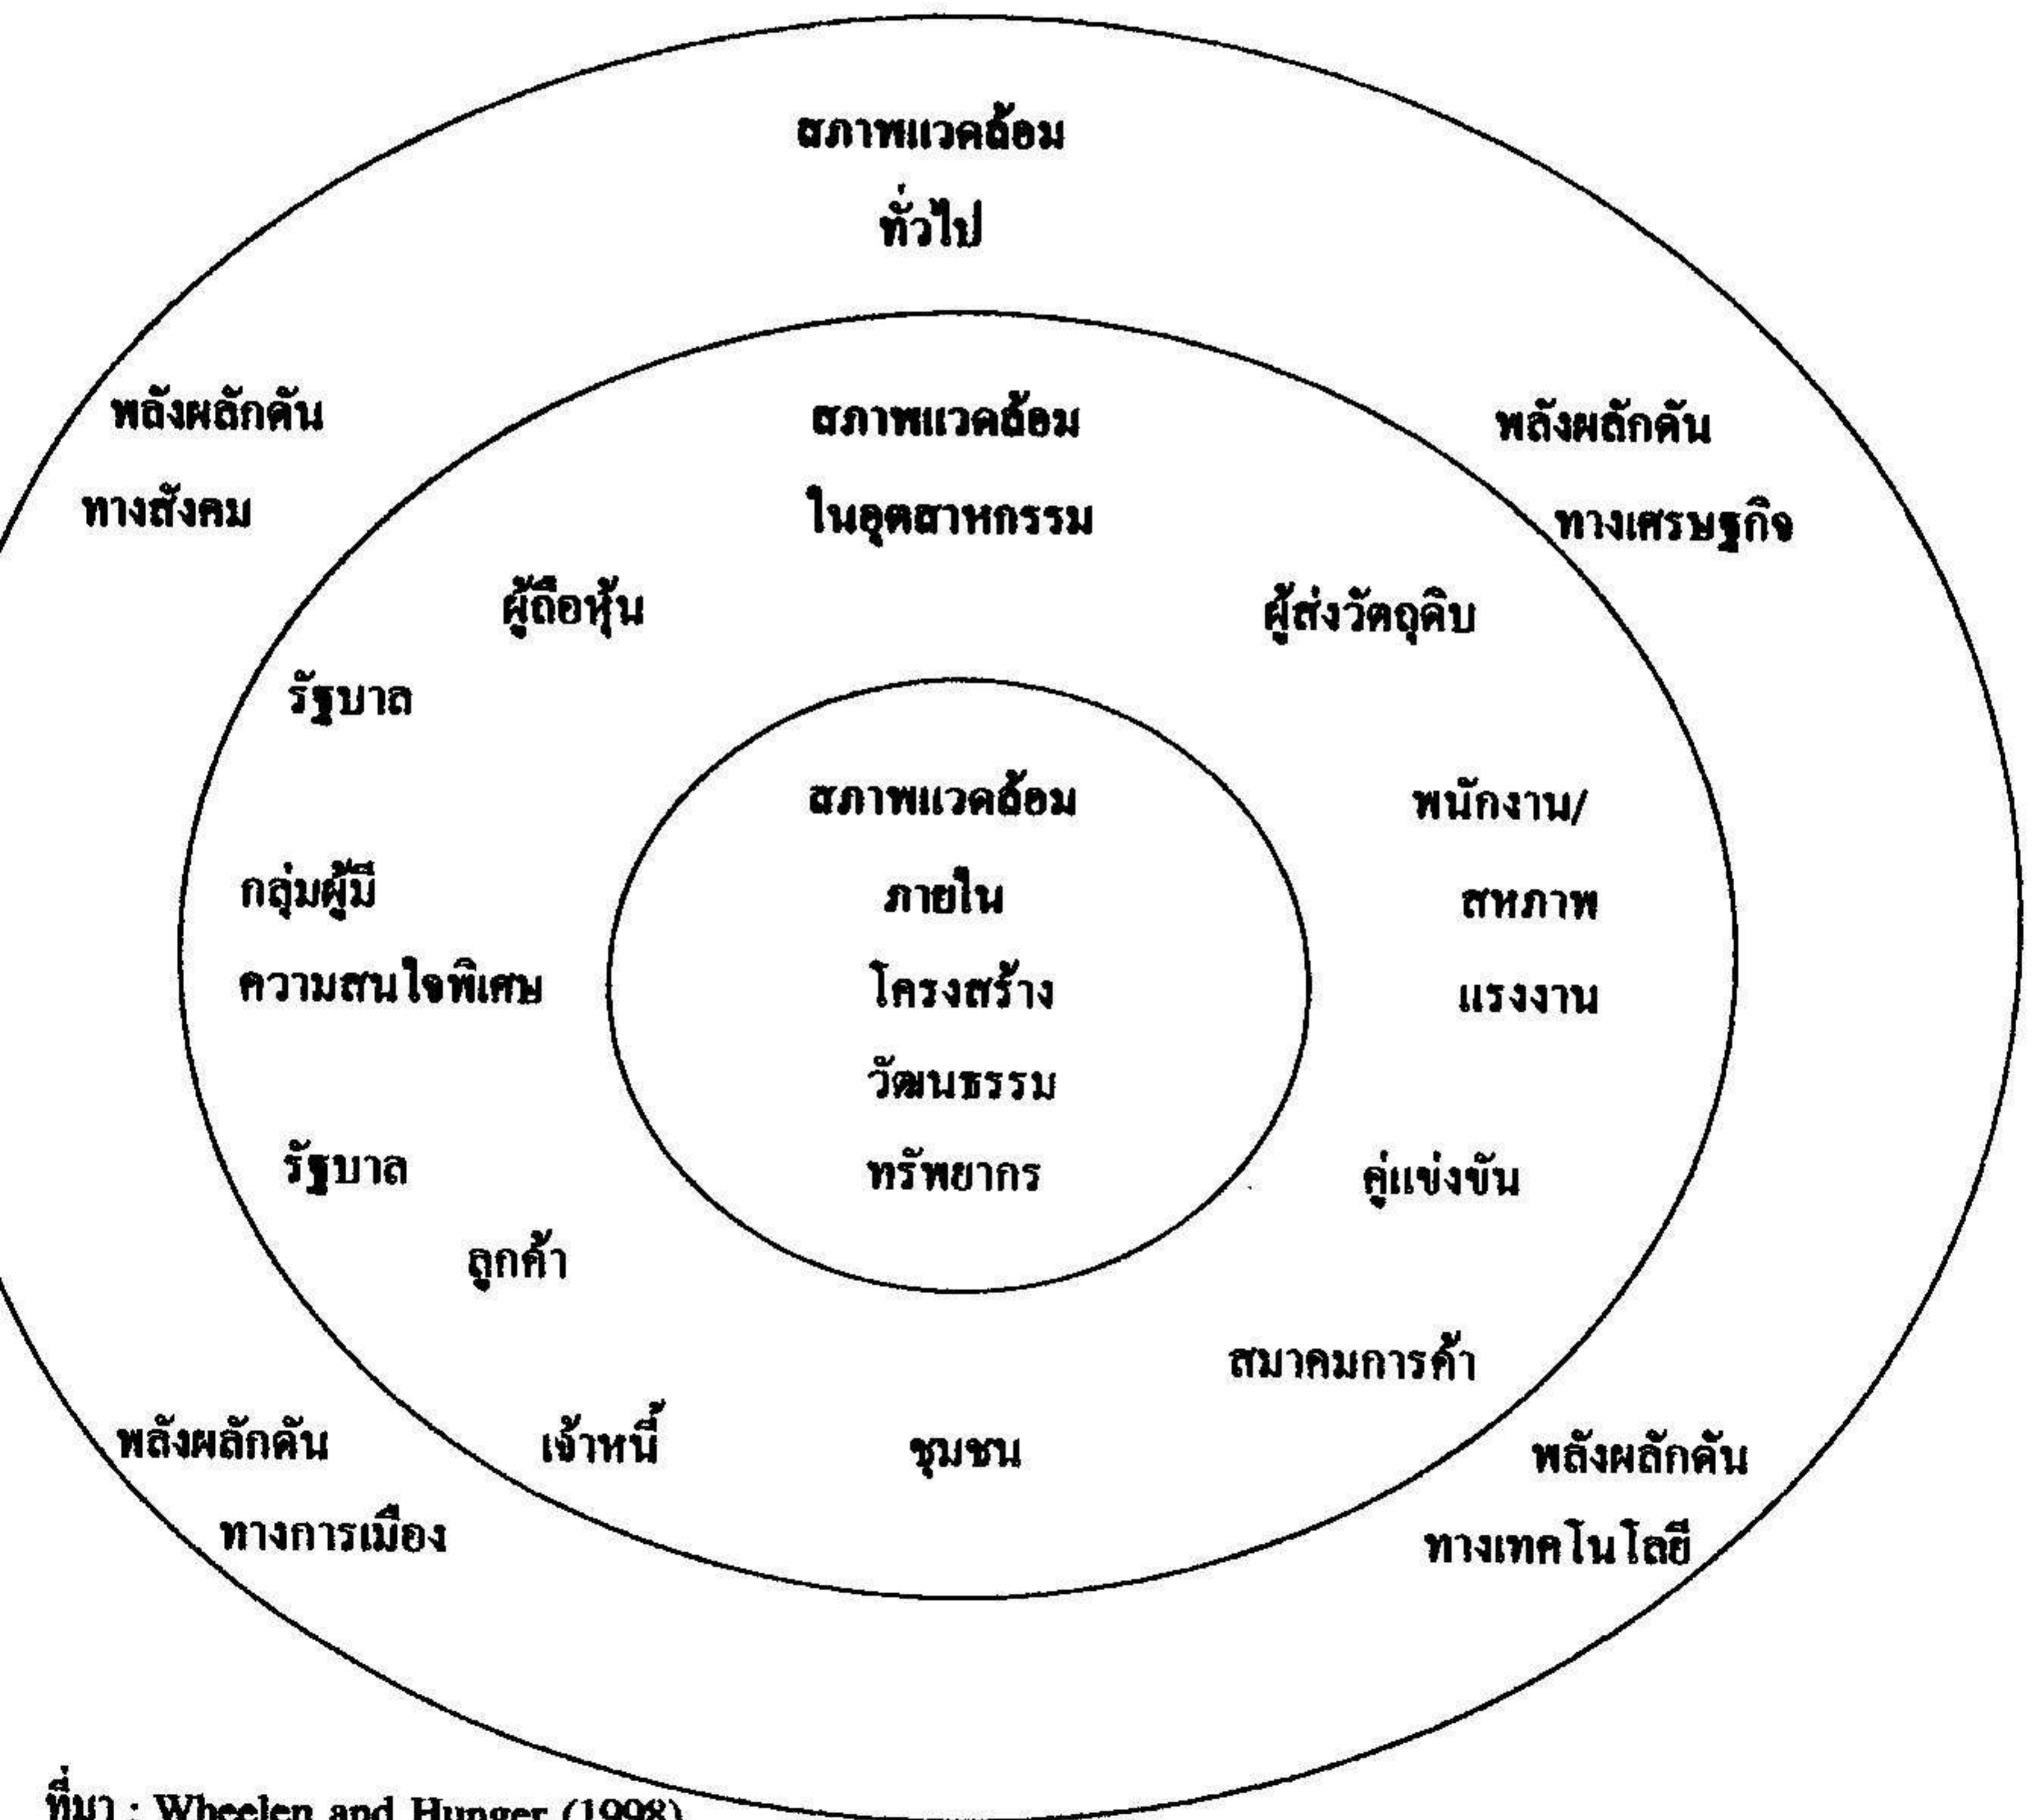 สภาพแวดล้อม
ทั่วไป
พลังผลักดัน
ทางสังคม
สภาพแวดล้อม
ในอุตสาหกรรม
พลังผลักดัน
ทางเศรษฐกิจ
ผู้ถือหุ้น
ผู้ส่งวัตถุดิบ
รัฐบาล
สภาพแวดล้อม
ภายใน
โครงสร้าง
วัฒนธรรม
ทรัพยากร
พนักงาน/
สหภาพ
แรงงาน
กลุ่มผู้มี
ความสนใจพิเศษ
รัฐบาล
คู่แข่งขัน
ลูกค้า
สมาคมการค้า
เจ้าหนี้
ชุมชน
พลังผลักดัน
ทางการเมือง
พลังผลักดัน
ทางเทคโนโลยี
ที่มา : Wheelen and Hunger (1998)